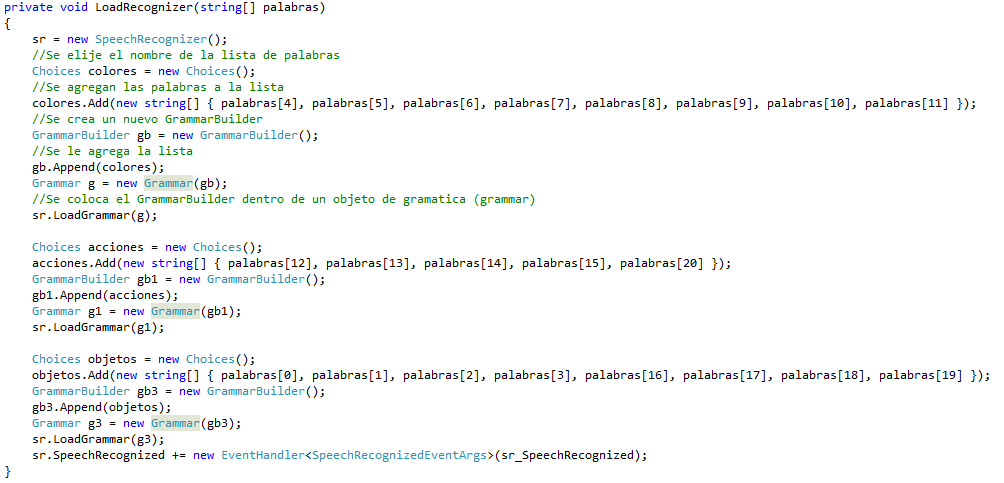 private void LoadRecognizer(string[] palabras)
{
    sr = new SpeechRecognizer();
    //Se elije el nombre de la lista de palabras
    Choices colores = new Choices();
    //Se agregan las palabras a la lista
    colores.Add(new string[] { palabras[4], palabras[5], palabras[6], palabras[7], palabras[8], palabras[9], palabras[10], palabras[11] });
    //Se crea un nuevo GrammarBuilder
    GrammarBuilder gb = new GrammarBuilder();
    //Se le agrega la lista
    gb.Append(colores);
    Grammar g = new Grammar(gb);
    //Se coloca el GrammarBuilder dentro de un objeto de gramatica (grammar)
    sr.LoadGrammar(g);

    Choices acciones = new Choices();
    acciones.Add(new string[] { palabras[12], palabras[13], palabras[14], palabras[15], palabras[20] });
    GrammarBuilder gb1 = new GrammarBuilder();
    gb1.Append(acciones);
    Grammar g1 = new Grammar(gb1);
    sr.LoadGrammar(g1);

    Choices objetos = new Choices();
    objetos.Add(new string[] { palabras[0], palabras[1], palabras[2], palabras[3], palabras[16], palabras[17], palabras[18], palabras[19] });
    GrammarBuilder gb3 = new GrammarBuilder();
    gb3.Append(objetos);
    Grammar g3 = new Grammar(gb3);
    sr.LoadGrammar(g3);
    sr.SpeechRecognized += new EventHandler<SpeechRecognizedEventArgs>(sr_SpeechRecognized);
}